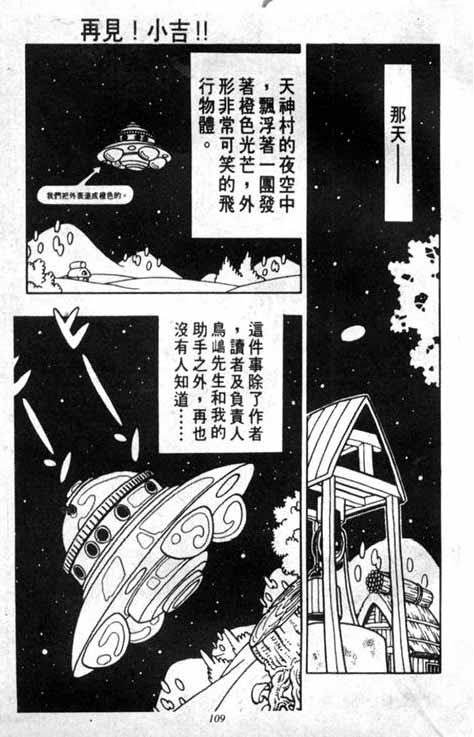 再見！小吉！！
那天——
天神村的夜空中
，飄浮著一團發
著橙色光芒，外
形非常可笑的飛
行物體。
我們把外表塗成橙色的。
這件事除了作者
，讀者及負責人
鳥嶋先生和我的
助手之外，再也
沒有人知道……
109